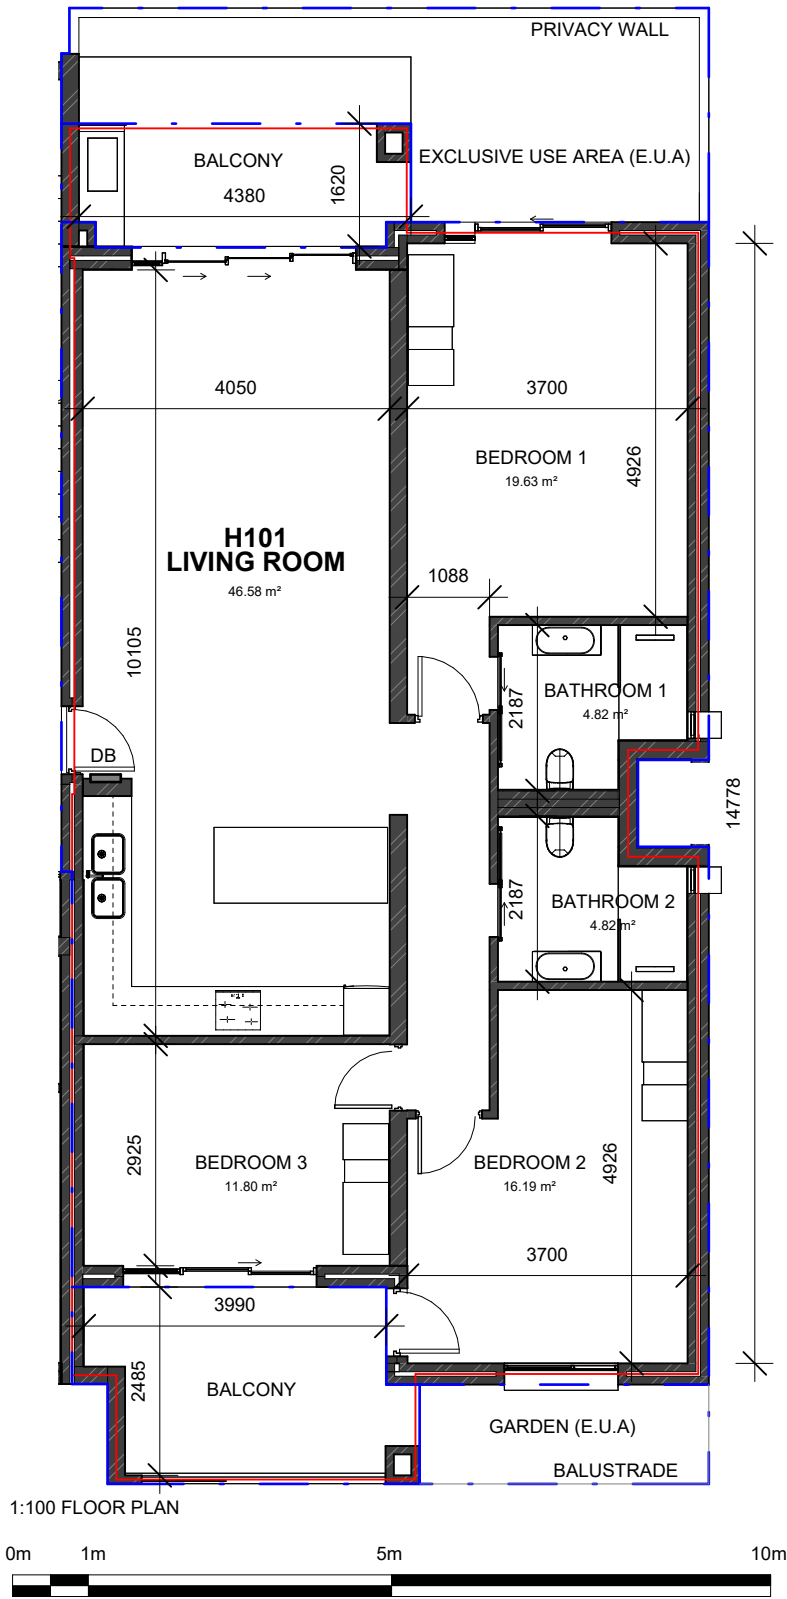 PRIVACY WALL
BALCONY
EXCLUSIVE USE AREA (E.U.A)
4380
1620
4050
3700
BEDROOM 1
19.63 m²
4926
H101
LIVING ROOM
46.58 m²
1088
10105
BATHROOM 1
4.82 m²
2187
DB
14778
BATHROOM 2
4.82 m²
2187
2925
BEDROOM 3
11.80 m²
BEDROOM 2
16.19 m²
4926
3700
3990
2485
BALCONY
GARDEN (E.U.A)
BALUSTRADE
1:100 FLOOR PLAN
0m 1m 5m 10m